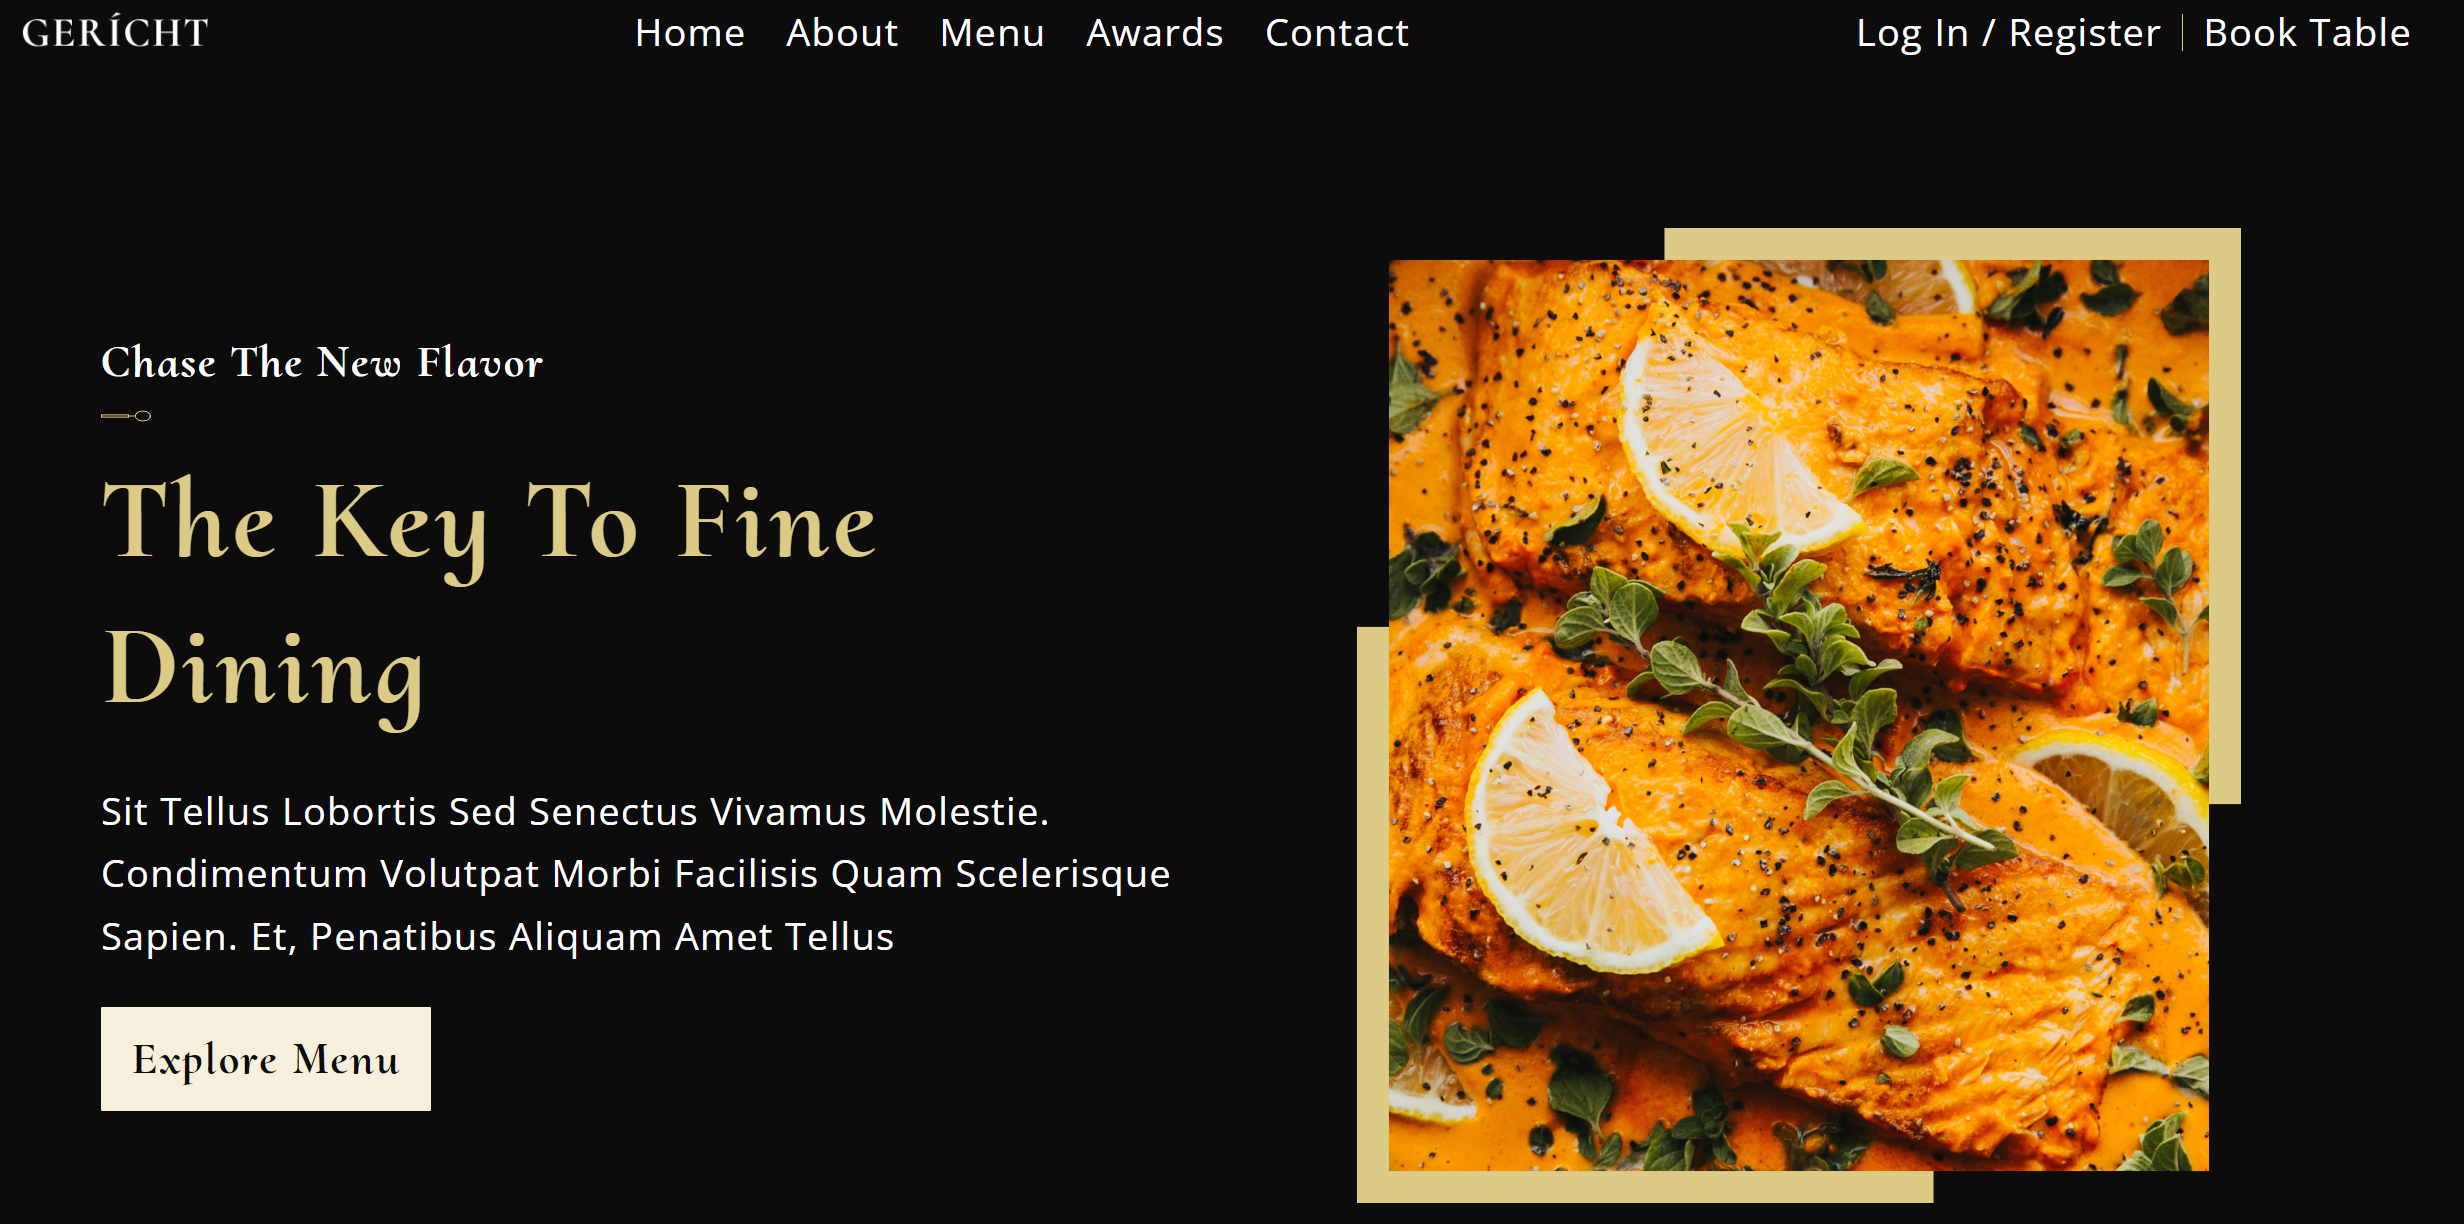 GERÍCHT
Home About Menu Awards Contact
Log In / Register Book Table
Chase The New Flavor
The Key To Fine
Dining
Sit Tellus Lobortis Sed Senectus Vivamus Molestie.
Condimentum Volutpat Morbi Facilisis Quam Scelerisque
Sapien. Et, Penatibus Aliquam Amet Tellus
Explore Menu